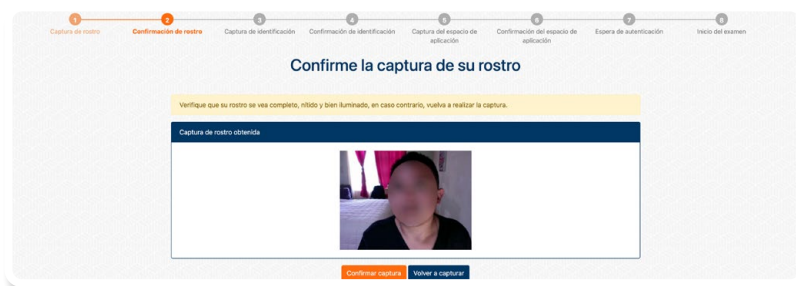 1 2 3 4 5 6 7 8
Captura de rostro Confirmación de rostro Captura de identificación Confirmación de identificación Captura del espacio de aplicación Confirmación del espacio de aplicación Espera de autenticación Inicio del examen
Confirme la captura de su rostro
Verifique que su rostro se vea completo, nítido y bien iluminado, en caso contrario, vuelva a realizar la captura.
Captura de rostro obtenida
Confirmar captura Volver a capturar